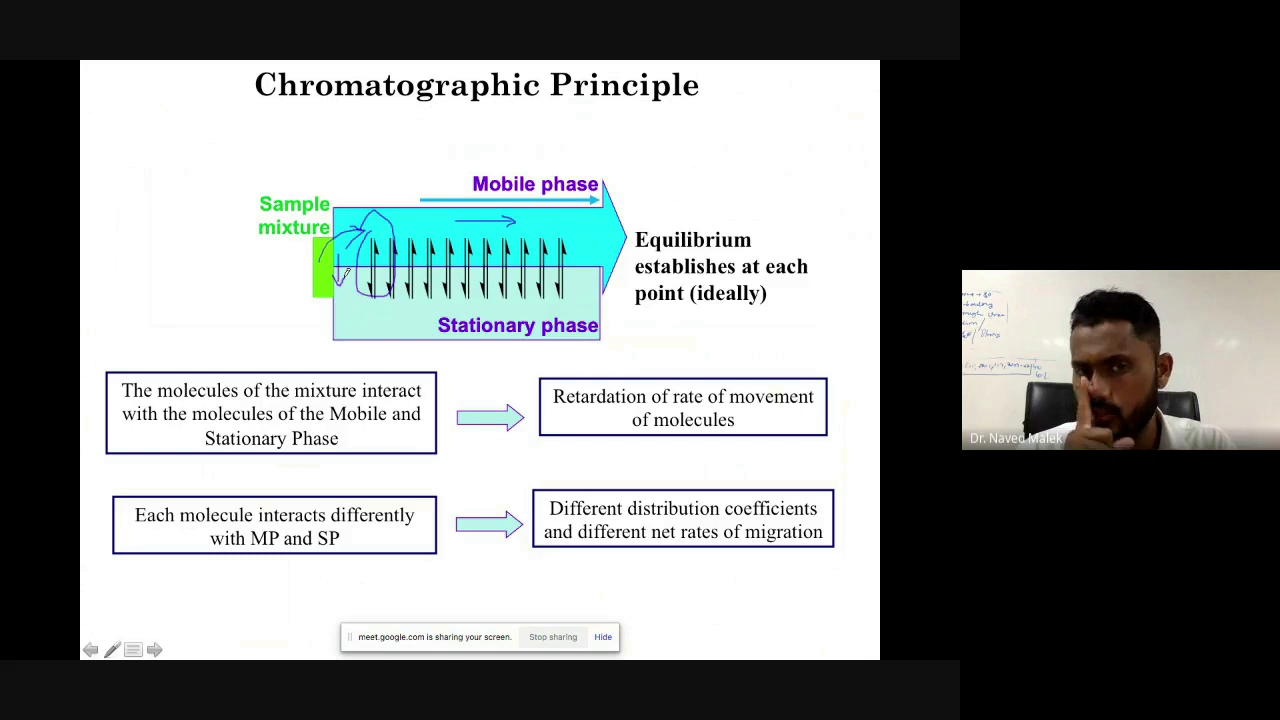 Chromatographic Principle
Mobile phase
Sample
mixture
Equilibrium
establishes at each
point (ideally)
Stationary phase
The molecules of the mixture interact
with the molecules of the Mobile and
Stationary Phase
Retardation of rate of movement
of molecules
Each molecule interacts differently
with MP and SP
Different distribution coefficients
and different net rates of migration
Dr. Naved Malek
meet.google.com is sharing your screen.
Stop sharing
Hide